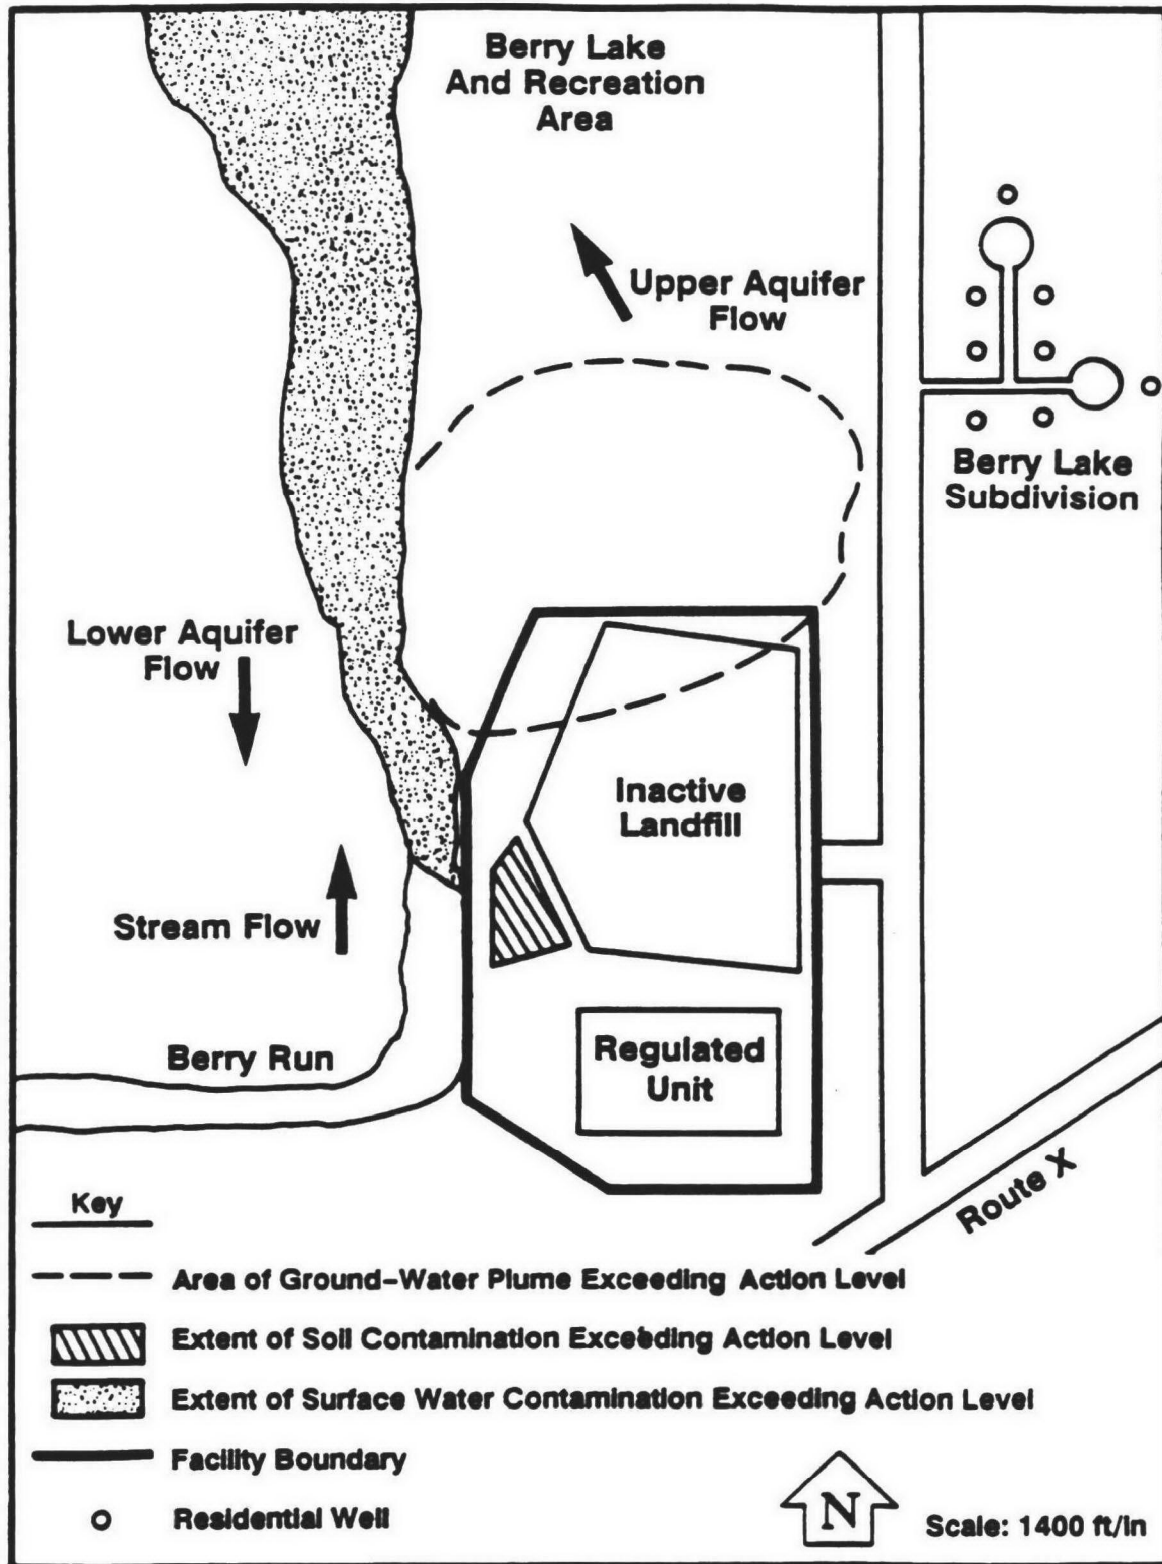 Berry Lake
And Recreation
Area
Upper Aquifer
Flow
Berry Lake
Subdivision
Lower Aquifer
Flow
Inactive
Landfill
Stream Flow
Berry Run
Regulated
Unit
Route X
Key
Area of Ground-Water Plume Exceeding Action Level
Extent of Soil Contamination Exceeding Action Level
Extent of Surface Water Contamination Exceeding Action Level
Facility Boundary
Residential Well
N
Scale: 1400 ft/in